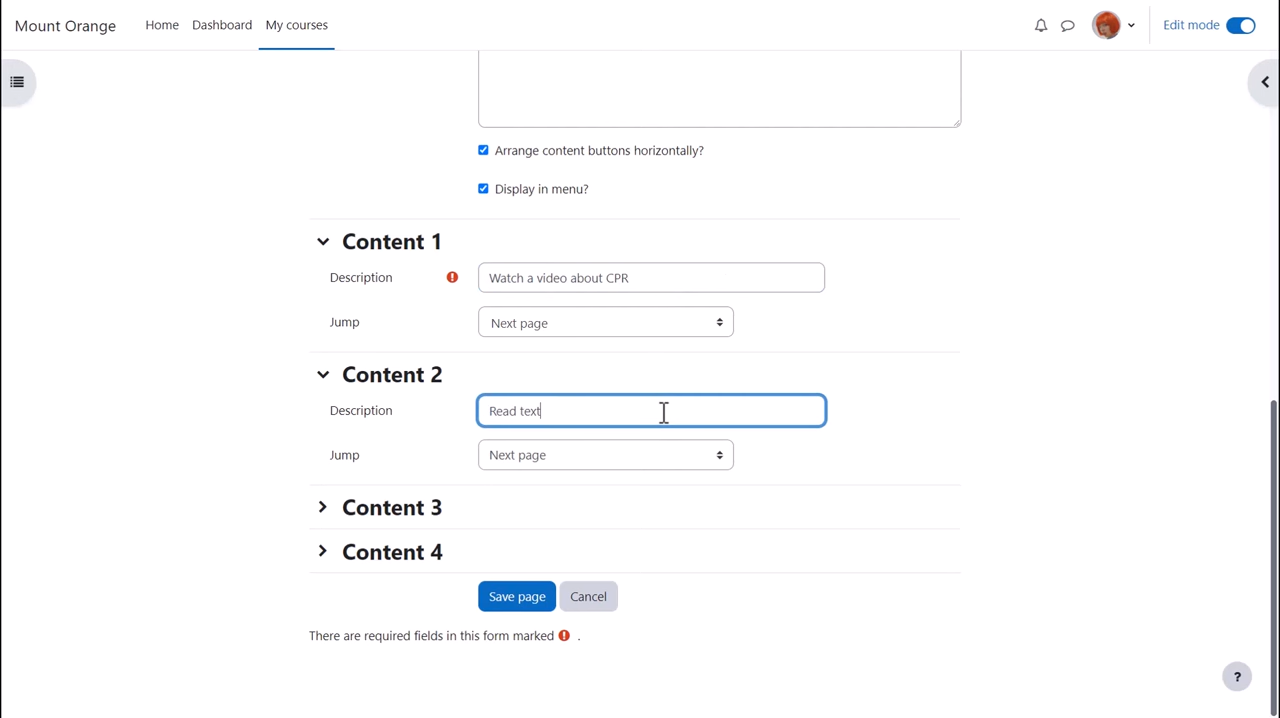 Mount Orange Home Dashboard My courses Edit mode
Arrange content buttons horizontally?
Display in menu?
Content 1
Description Watch a video about CPR
Jump Next page
Content 2
Description Read text
Jump Next page
Content 3
Content 4
Save page Cancel
There are required fields in this form marked .
?